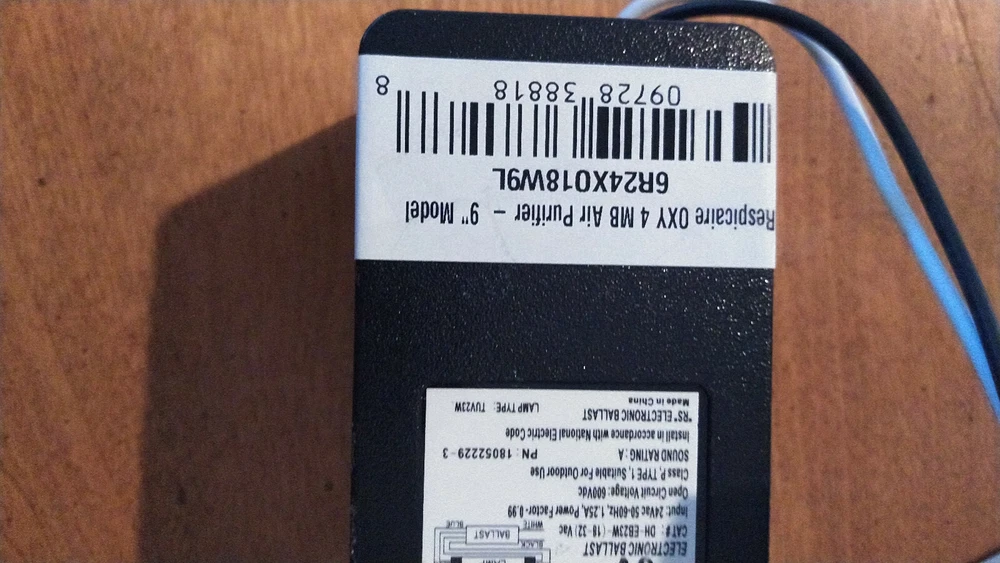 ELECTRONIC BALLAST
CAT#: DH-EB23W-(18-32) Vac
Input: 24Vac 50-60Hz, 1.25A, Power Factor>0.99
Open Circuit Voltage: 600Vdc
Class P, TYPE 1, Suitable For Outdoor Use
SOUND RATING: A PN: 18052229-3
Install in accordance with National Electric Code
"RS" ELECTRONIC BALLAST LAMP TYPE: TUV23W
Made in China
BLACK
BALLAST
WHITE BLUE
Respicaire OXY 4 MB Air Purifier – 9" Model
6R24X018W9L
09728 38818 8